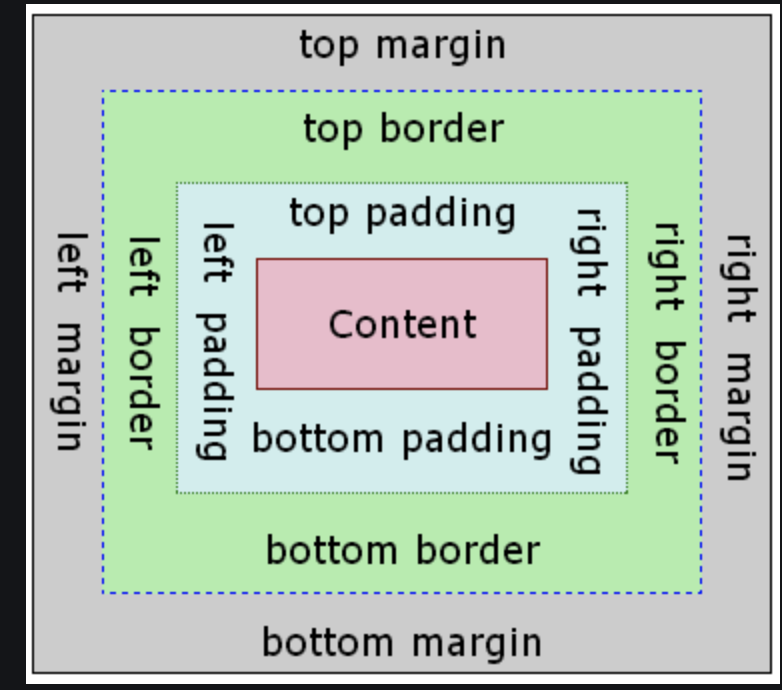 top margin
top border
top padding
left margin
left border
left padding
Content
right padding
right border
right margin
bottom padding
bottom border
bottom margin